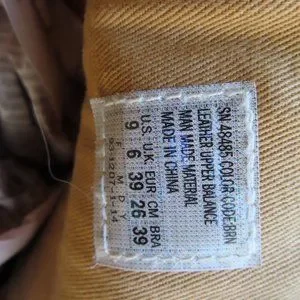 SN 48485 COLOR CODE:BRN
LEATHER UPPER BALANCE
MAN MADE MATERIAL
MADE IN CHINA
U.S. U.K. EUR CM BRA
9 6 39 26 39
F M D Y